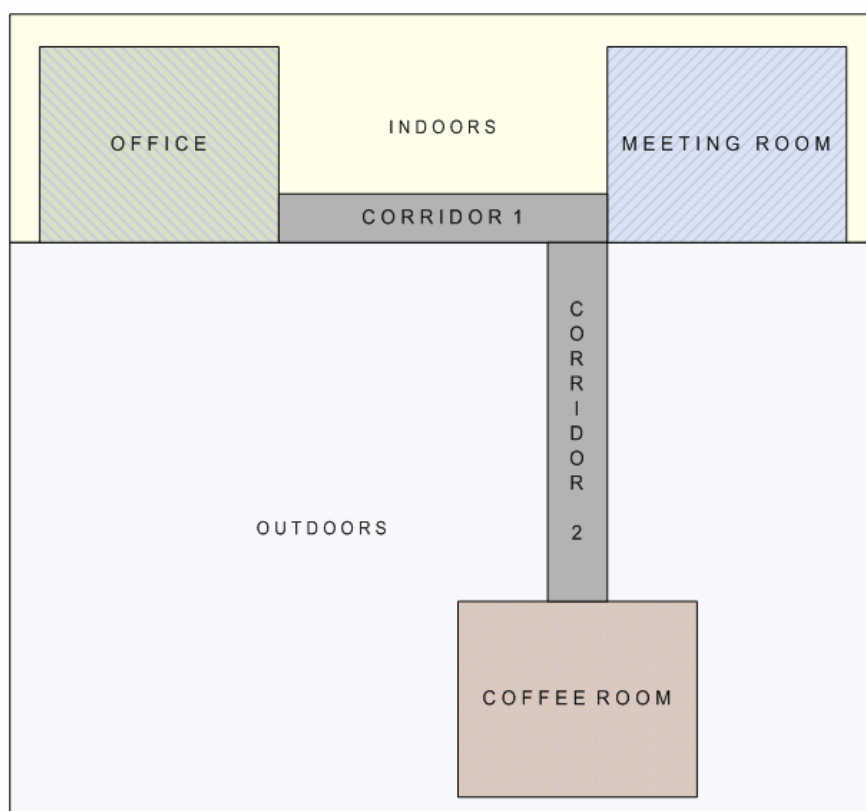 INDOORS
OFFICE
MEETING ROOM
CORRIDOR 1
CORRIDOR 2
OUTDOORS
COFFEE ROOM